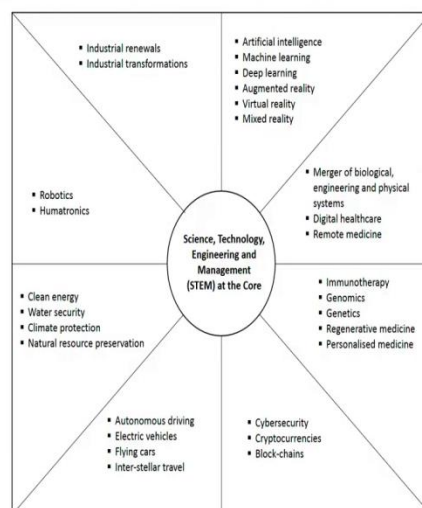 ▪ Industrial renewals
▪ Industrial transformations
▪ Artificial intelligence
▪ Machine learning
▪ Deep learning
▪ Augmented reality
▪ Virtual reality
▪ Mixed reality
▪ Robotics
▪ Humatronics
▪ Merger of biological,
engineering and physical
systems
▪ Digital healthcare
▪ Remote medicine
Science, Technology,
Engineering and
Management
(STEM) at the Core
▪ Clean energy
▪ Water security
▪ Climate protection
▪ Natural resource preservation
▪ Immunotherapy
▪ Genomics
▪ Genetics
▪ Regenerative medicine
▪ Personalised medicine
▪ Autonomous driving
▪ Electric vehicles
▪ Flying cars
▪ Inter-stellar travel
▪ Cybersecurity
▪ Cryptocurrencies
▪ Block-chains